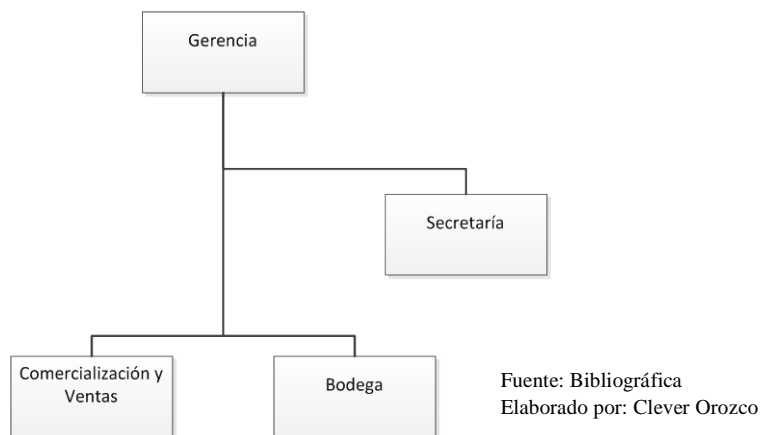 Gerencia
Secretaría
Comercialización y
Ventas
Bodega
Fuente: Bibliográfica
Elaborado por: Clever Orozco